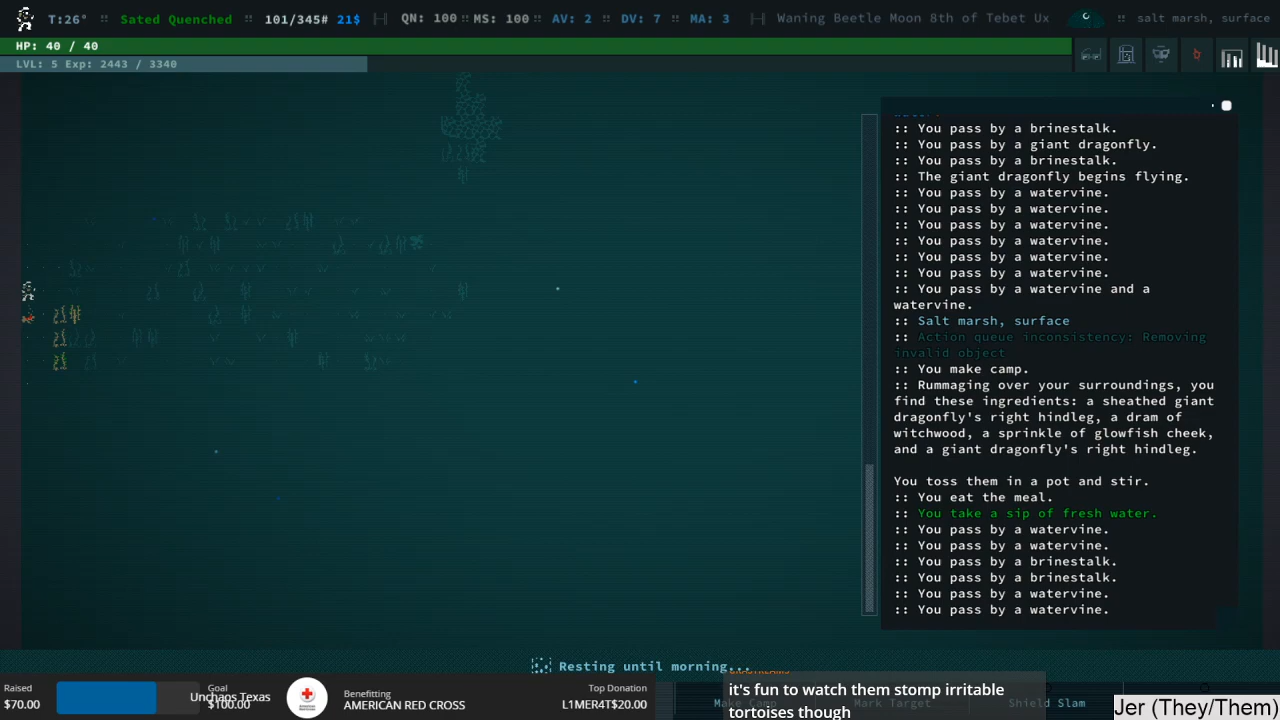 T:26° :: Sated Quenched :: 101/345# 21$ QN: 100 :: MS: 100 :: AV: 2 :: DV: 7 :: MA: 3 Waning Beetle Moon 8th of Tebet Ux :: salt marsh, surface
HP: 40 / 40
LVL: 5 Exp: 2443 / 3340
:: You pass by a brinestalk.
:: You pass by a giant dragonfly.
:: You pass by a brinestalk.
:: The giant dragonfly begins flying.
:: You pass by a watervine.
:: You pass by a watervine.
:: You pass by a watervine.
:: You pass by a watervine.
:: You pass by a watervine.
:: You pass by a watervine.
:: You pass by a watervine and a
watervine.
:: Salt marsh, surface
:: Action queue inconsistency: Removing
invalid object
:: You make camp.
:: Rummaging over your surroundings, you
find these ingredients: a sheathed giant
dragonfly's right hindleg, a dram of
witchwood, a sprinkle of glowfish cheek,
and a giant dragonfly's right hindleg.
You toss them in a pot and stir.
:: You eat the meal.
:: You take a sip of fresh water.
:: You pass by a watervine.
:: You pass by a watervine.
:: You pass by a brinestalk.
:: You pass by a brinestalk.
:: You pass by a watervine.
:: You pass by a watervine.
Resting until morning...
Raised
$70.00
Unchaos Texas
Goal
$100.00
Benefitting
AMERICAN RED CROSS
Top Donation
L1MER4T$20.00
it's fun to watch them stomp irritable
tortoises though
Make Camp
Mark Target
Shield Slam
Jer (They/Them)